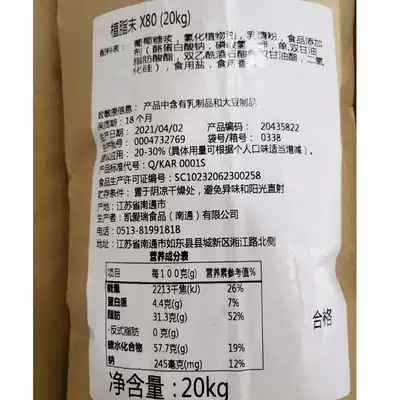 植脂末 X80 (20kg)
配料表: 葡萄糖浆，氢化植物油，乳清粉，食品添加
剂（酪蛋白酸钠，磷酸氢二钾，单,双甘油
脂肪酸酯，双乙酰酒石酸单双甘油酯，二氧
化硅），食用盐，食用香精
致敏原信息： 产品中含有乳制品和大豆制品
保质期： 18 个月
生产日期： 2021/04/02 产品编码： 20435822
生产批号： 0004732769 袋号/箱号： 0338
建议应用： 20-30% (具体用量可根据个人口味适当增减).
产品标准代号： Q/KAR 0001S
食品生产许可证编号： SC10232062300258
贮存条件： 置于阴凉干燥处，避免异味和阳光直射
产地： 江苏省南通市
制造商： 凯爱瑞食品（南通）有限公司
电话： 0513-81991818
地址： 江苏省南通市如东县县城新区湘江路北侧
营养成分表
项目 每100克(g) 营养素参考值%
能量 2213千焦(kJ) 26%
蛋白质 4.4克(g) 7%
脂肪 31.3克(g) 52%
-反式脂肪 0 克(g)
碳水化合物 57.7克(g) 19%
钠 245毫克(mg) 12%
合格
净含量:20kg